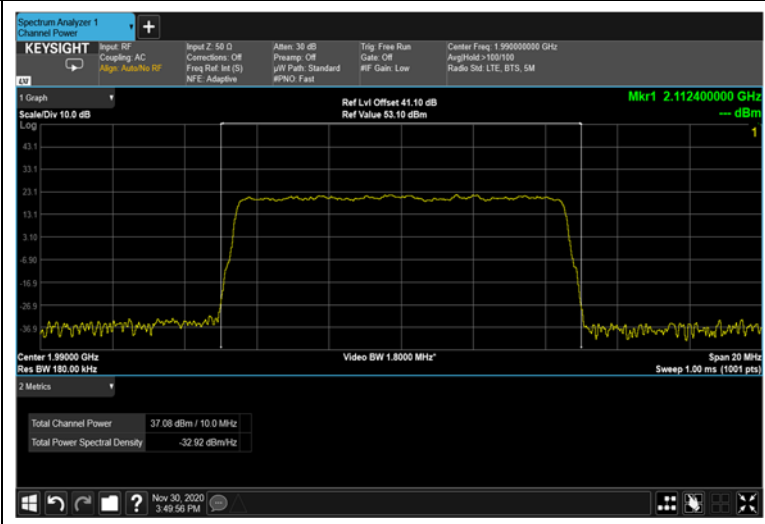 Spectrum Analyzer 1
Channel Power
▼
+
KEYSIGHT
LXI
Input: RF
Coupling: AC
Align: Auto/No RF
Input Z: 50 Ω
Corrections: Off
Freq Ref: Int (S)
NFE: Adaptive
Atten: 30 dB
Preamp: Off
µW Path: Standard
#PNO: Fast
Trig: Free Run
Gate: Off
#IF Gain: Low
Center Freq: 1.990000000 GHz
Avg|Hold:>100/100
Radio Std: LTE, BTS, 5M
1 Graph
▼
Scale/Div 10.0 dB
Ref Lvl Offset 41.10 dB
Ref Value 53.10 dBm
Mkr1 2.112400000 GHz
--- dBm
Log
1
43.1
33.1
23.1
13.1
3.10
-6.90
-16.9
-26.9
-36.9
Center 1.99000 GHz
Video BW 1.8000 MHz*
Span 20 MHz
Res BW 180.00 kHz
Sweep 1.00 ms (1001 pts)
2 Metrics
▼
Total Channel Power 37.08 dBm / 10.0 MHz
Total Power Spectral Density -32.92 dBm/Hz
?
Nov 30, 2020
3:49:56 PM